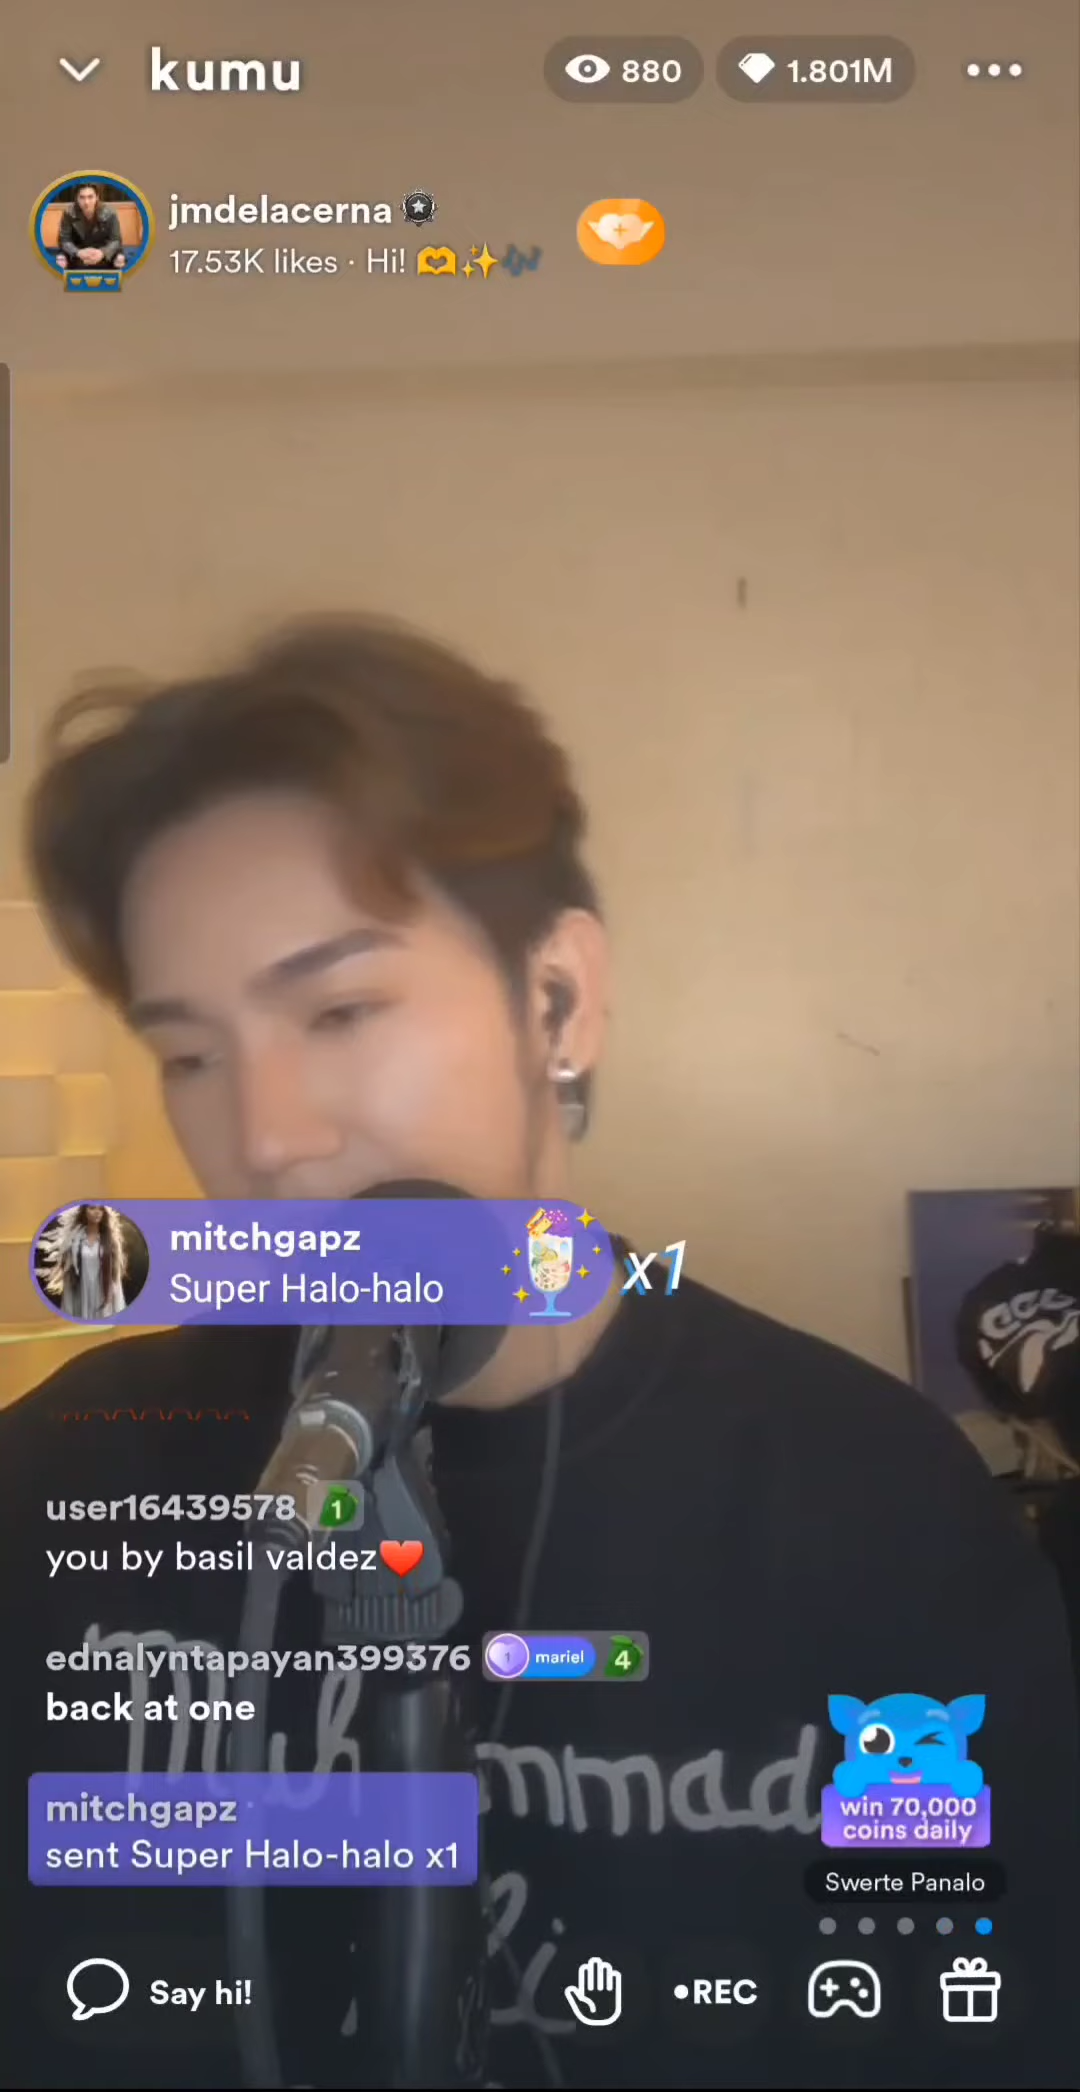 kumu
880
1.801M
jmdelacerna
17.53K likes · Hi! 🫶✨🎶
mitchgapz
Super Halo-halo
x1
user16439578 1
you by basil valdez❤️
ednalyntapayan399376 1 mariel 4
back at one
mitchgapz
sent Super Halo-halo x1
win 70,000
coins daily
Swerte Panalo
Say hi!
•REC